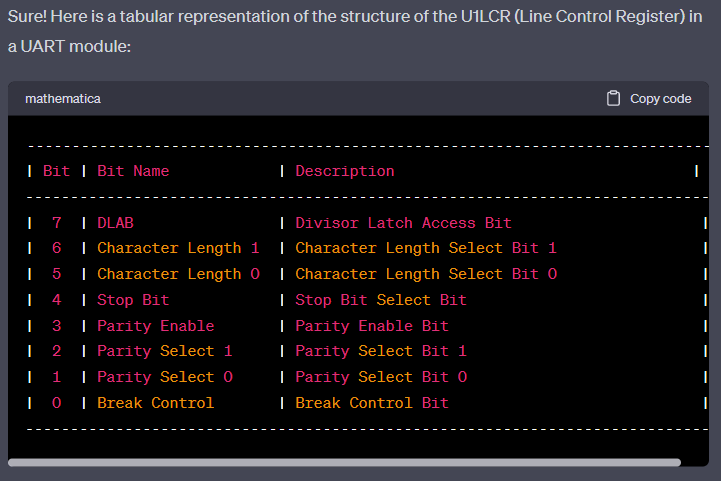 Sure! Here is a tabular representation of the structure of the U1LCR (Line Control Register) in
a UART module:
mathematica Copy code
--------------------------------------------------------------------------------
| Bit | Bit Name | Description |
--------------------------------------------------------------------------------
| 7 | DLAB | Divisor Latch Access Bit |
| 6 | Character Length 1 | Character Length Select Bit 1 |
| 5 | Character Length 0 | Character Length Select Bit 0 |
| 4 | Stop Bit | Stop Bit Select Bit |
| 3 | Parity Enable | Parity Enable Bit |
| 2 | Parity Select 1 | Parity Select Bit 1 |
| 1 | Parity Select 0 | Parity Select Bit 0 |
| 0 | Break Control | Break Control Bit |
--------------------------------------------------------------------------------